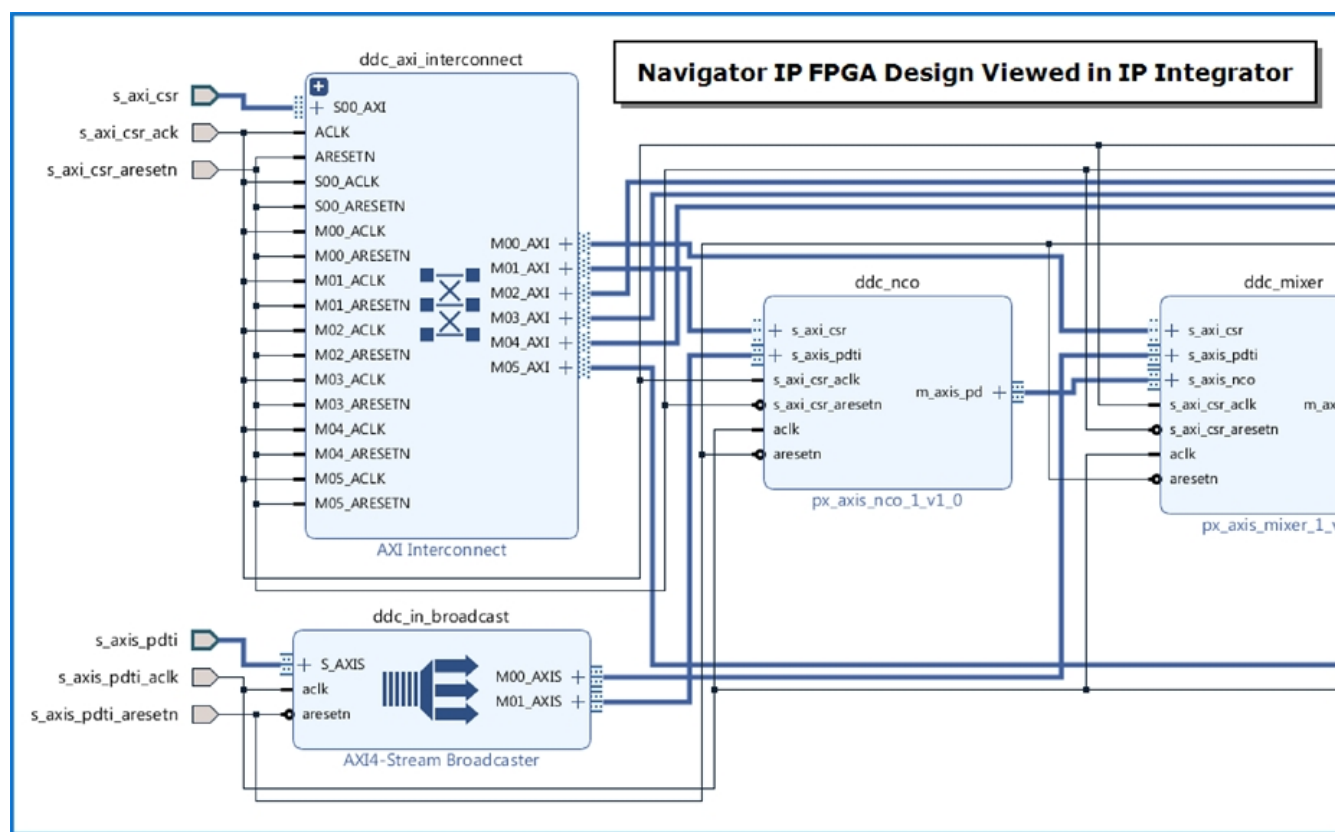 Navigator IP FPGA Design Viewed in IP Integrator
ddc_axi_interconnect
s_axi_csr
s_axi_csr_ack
s_axi_csr_aresetn
S00_AXI
ACLK
ARESETN
S00_ACLK
S00_ARESETN
M00_ACLK
M00_ARESETN
M01_ACLK
M01_ARESETN
M02_ACLK
M02_ARESETN
M03_ACLK
M03_ARESETN
M04_ACLK
M04_ARESETN
M05_ACLK
M05_ARESETN
M00_AXI
M01_AXI
M02_AXI
M03_AXI
M04_AXI
M05_AXI
AXI Interconnect
ddc_nco
s_axi_csr
s_axis_pdti
s_axi_csr_aclk
s_axi_csr_aresetn
aclk
aresetn
m_axis_pd
px_axis_nco_1_v1_0
ddc_mixer
s_axi_csr
s_axis_pdti
s_axis_nco
s_axi_csr_aclk
s_axi_csr_aresetn
aclk
aresetn
m_ax
px_axis_mixer_1_v
ddc_in_broadcast
s_axis_pdti
s_axis_pdti_aclk
s_axis_pdti_aresetn
S_AXIS
aclk
aresetn
M00_AXIS
M01_AXIS
AXI4-Stream Broadcaster